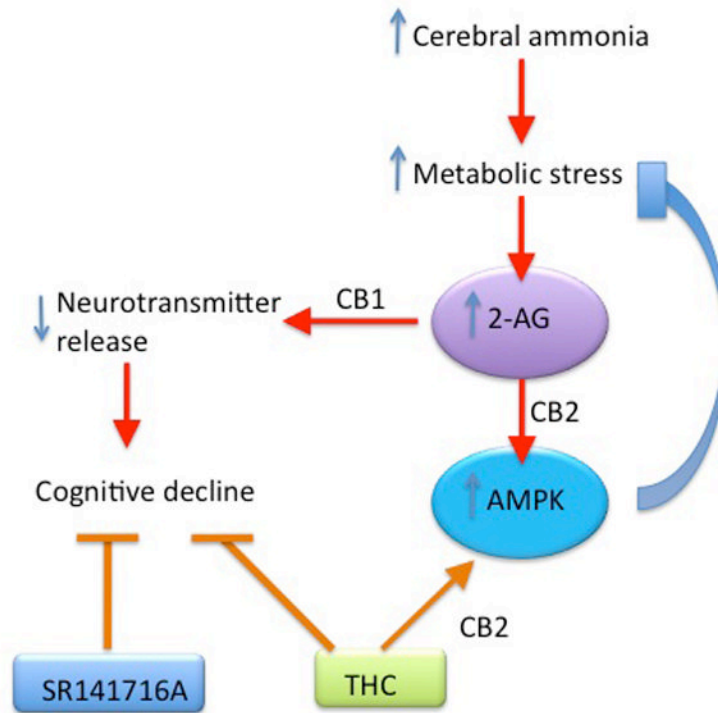 Cerebral ammonia
Metabolic stress
Neurotransmitter
release
CB1
2-AG
CB2
Cognitive decline
AMPK
CB2
SR141716A
THC